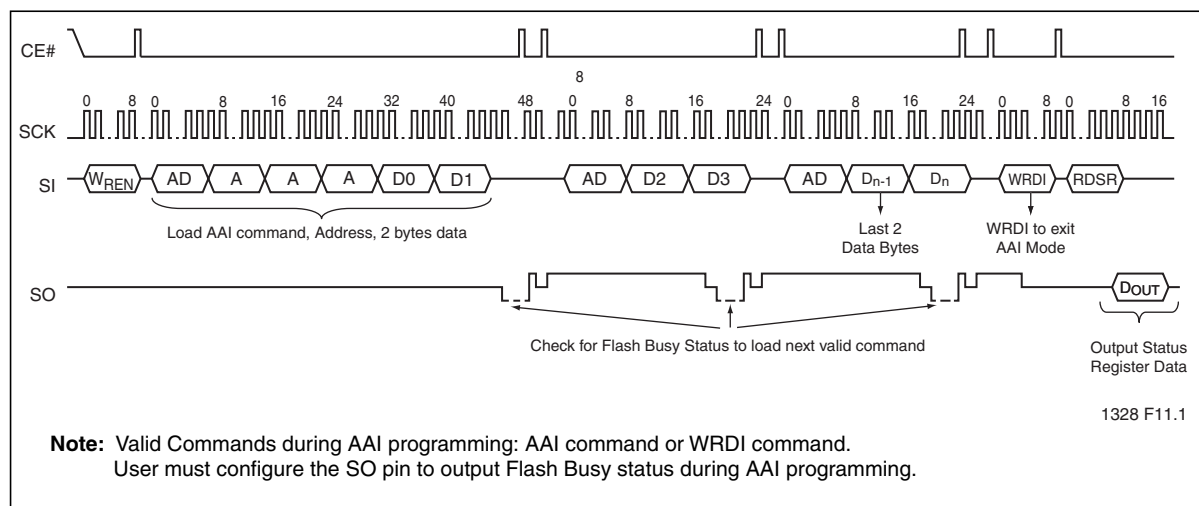 CE#
8
0 8 0 8 16 24 32 40 48 0 8 16 24 0 8 16 24 0 8 0 8 16
SCK
SI WREN AD A A A D0 D1 AD D2 D3 AD Dn-1 Dn WRDI RDSR
Load AAI command, Address, 2 bytes data
Last 2
Data Bytes
WRDI to exit
AAI Mode
SO DOUT
Check for Flash Busy Status to load next valid command
Output Status
Register Data
1328 F11.1
Note: Valid Commands during AAI programming: AAI command or WRDI command.
User must configure the SO pin to output Flash Busy status during AAI programming.